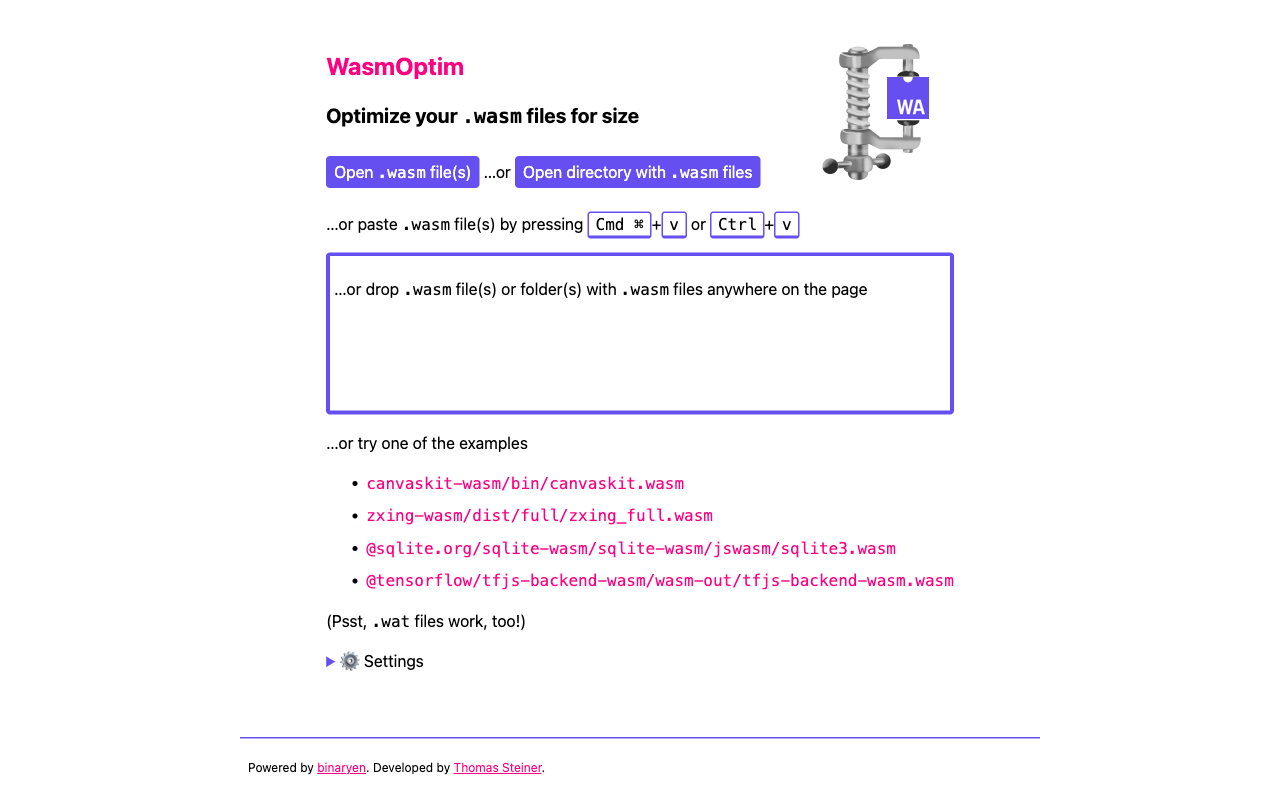 WasmOptim
WA
Optimize your .wasm files for size
Open .wasm file(s) ...or Open directory with .wasm files
...or paste .wasm file(s) by pressing Cmd ⌘+v or Ctrl+v
...or drop .wasm file(s) or folder(s) with .wasm files anywhere on the page
...or try one of the examples
• canvaskit-wasm/bin/canvaskit.wasm
• zxing-wasm/dist/full/zxing_full.wasm
• @sqlite.org/sqlite-wasm/sqlite-wasm/jswasm/sqlite3.wasm
• @tensorflow/tfjs-backend-wasm/wasm-out/tfjs-backend-wasm.wasm
(Psst, .wat files work, too!)
▶ ⚙️ Settings
Powered by binaryen. Developed by Thomas Steiner.